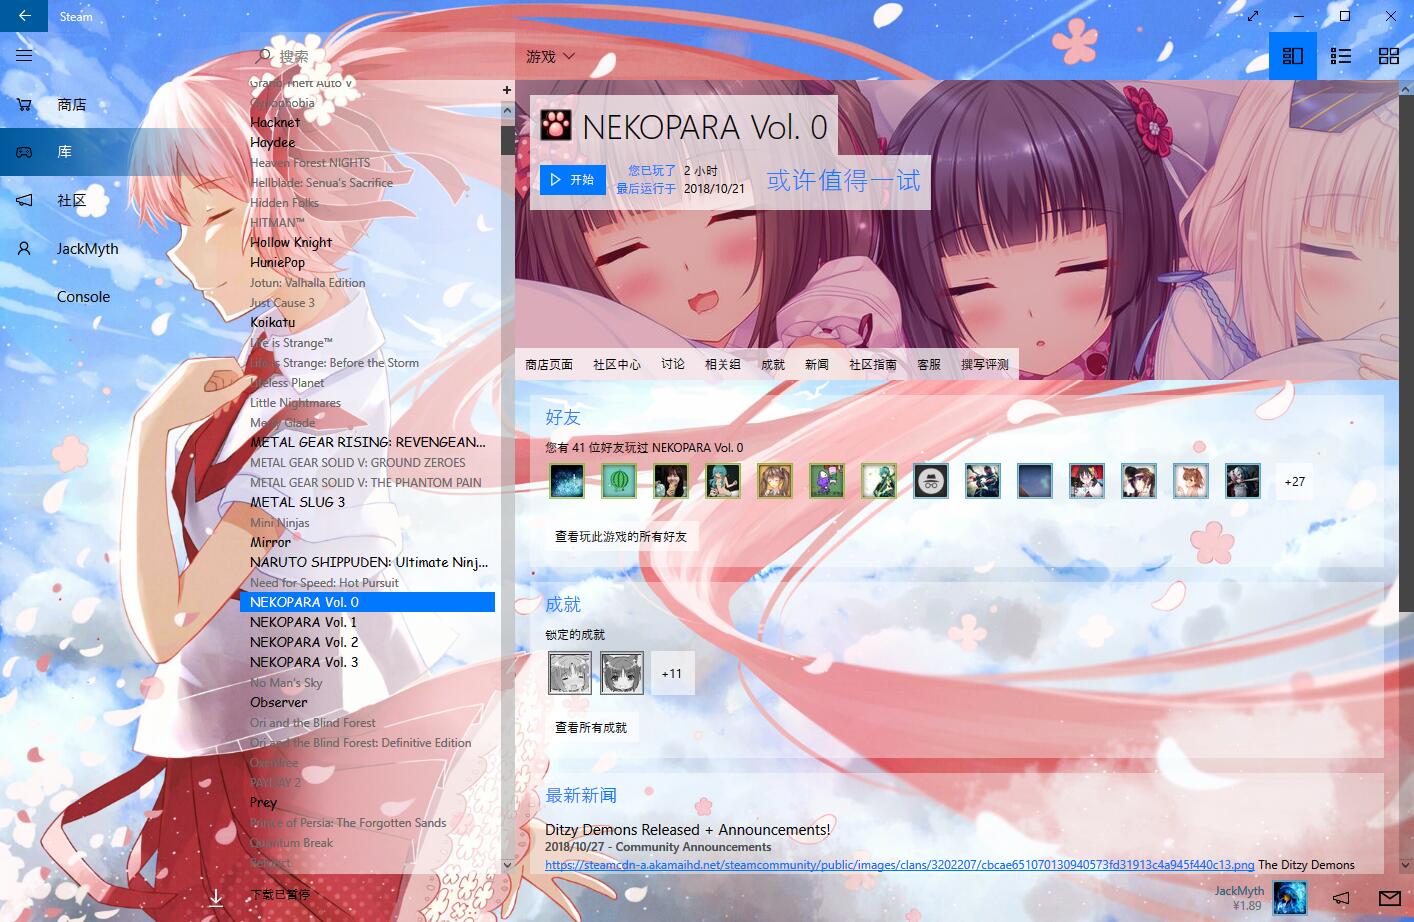 Steam
搜索
游戏
商店
库
社区
JackMyth
Console
Grand Theft Auto V
Gynophobia
Hacknet
Haydee
Heaven Forest NIGHTS
Hellblade: Senua's Sacrifice
Hidden Folks
HITMAN™
Hollow Knight
HuniePop
Jotun: Valhalla Edition
Just Cause 3
Koikatu
Life is Strange™
Life is Strange: Before the Storm
Lifeless Planet
Little Nightmares
Merry Glade
METAL GEAR RISING: REVENGEAN...
METAL GEAR SOLID V: GROUND ZEROES
METAL GEAR SOLID V: THE PHANTOM PAIN
METAL SLUG 3
Mini Ninjas
Mirror
NARUTO SHIPPUDEN: Ultimate Ninj...
Need for Speed: Hot Pursuit
NEKOPARA Vol. 0
NEKOPARA Vol. 1
NEKOPARA Vol. 2
NEKOPARA Vol. 3
No Man's Sky
Observer
Ori and the Blind Forest
Ori and the Blind Forest: Definitive Edition
Oxenfree
PAYDAY 2
Prey
Prince of Persia: The Forgotten Sands
Quantum Break
下载已暂停
NEKOPARA Vol. 0
开始
您已玩了 2 小时
最后运行于 2018/10/21
或许值得一试
商店页面 社区中心 讨论 相关组 成就 新闻 社区指南 客服 撰写评测
好友
您有 41 位好友玩过 NEKOPARA Vol. 0
+27
查看玩此游戏的所有好友
成就
锁定的成就
+11
查看所有成就
最新新闻
Ditzy Demons Released + Announcements!
2018/10/27 - Community Announcements
https://steamcdn-a.akamaihd.net/steamcommunity/public/images/clans/3202207/cbcae651070130940573fd31913c4a945f440c13.png The Ditzy Demons
JackMyth
¥1.89